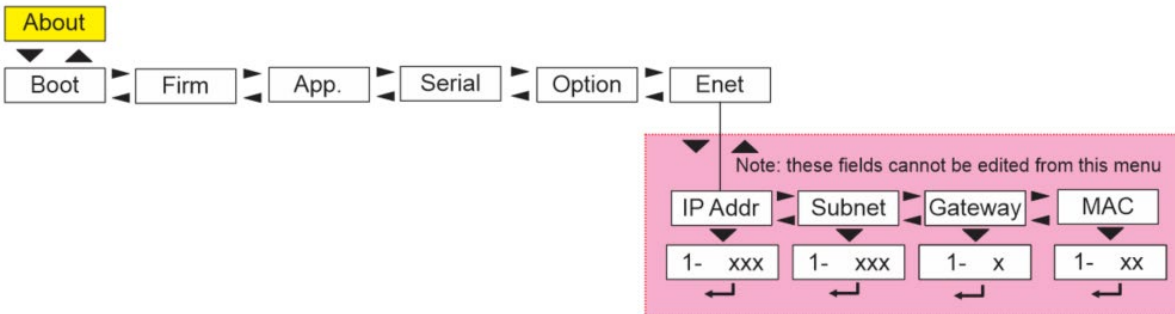 About
Boot Firm App. Serial Option Enet
Note: these fields cannot be edited from this menu
IP Addr Subnet Gateway MAC
1- xxx 1- xxx 1- x 1- xx